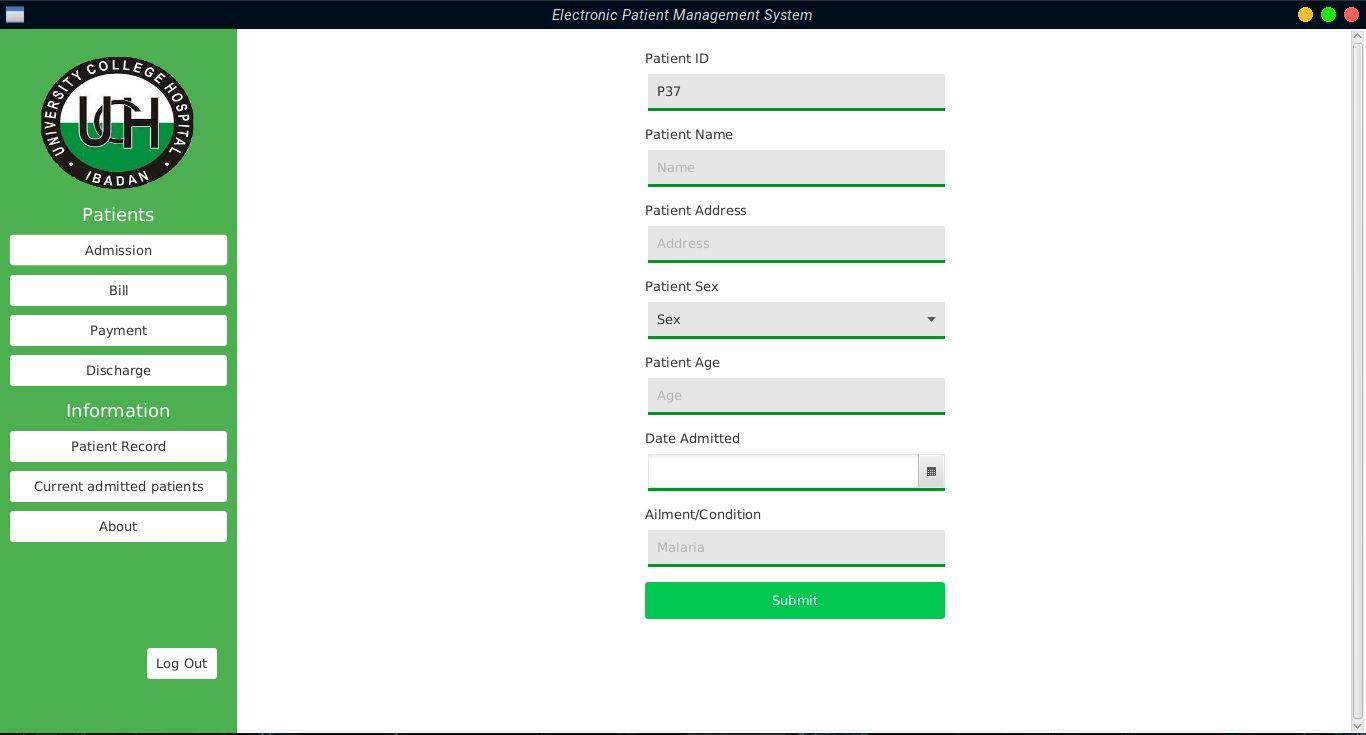 Electronic Patient Management System
UNIVERSITY COLLEGE HOSPITAL
UCH
IBADAN
Patients
Admission
Bill
Payment
Discharge
Information
Patient Record
Current admitted patients
About
Log Out
Patient ID
P37
Patient Name
Name
Patient Address
Address
Patient Sex
Sex
Patient Age
Age
Date Admitted
Ailment/Condition
Malaria
Submit